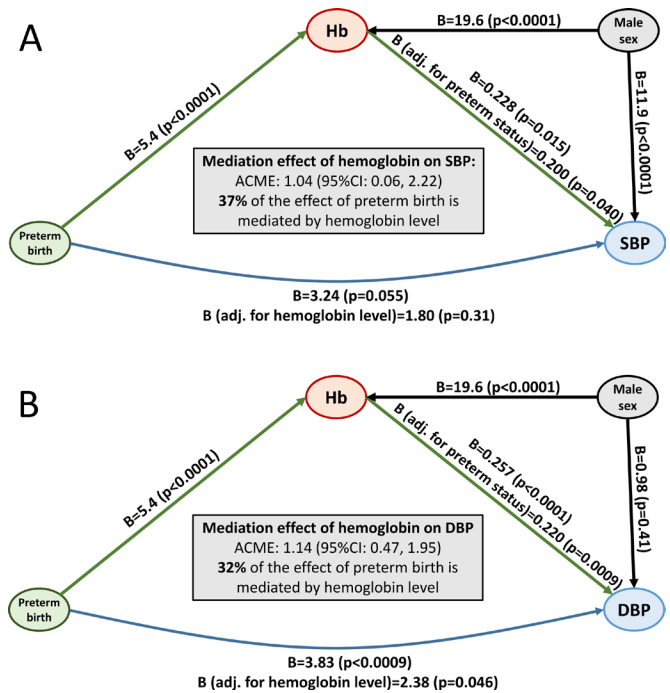 A
Hb
B=19.6 (p<0.0001)
Male
sex
B=5.4 (p<0.0001)
B=0.228 (p=0.015)
B (adj. for preterm status)=0.200 (p=0.040)
B=11.9 (p<0.0001)
Mediation effect of hemoglobin on SBP:
ACME: 1.04 (95%CI: 0.06, 2.22)
37% of the effect of preterm birth is
mediated by hemoglobin level
Preterm
birth
SBP
B=3.24 (p=0.055)
B (adj. for hemoglobin level)=1.80 (p=0.31)
B
Hb
B=19.6 (p<0.0001)
Male
sex
B=5.4 (p<0.0001)
B=0.257 (p<0.0001)
B (adj. for preterm status)=0.220 (p=0.0009)
B=0.98 (p=0.41)
Mediation effect of hemoglobin on DBP
ACME: 1.14 (95%CI: 0.47, 1.95)
32% of the effect of preterm birth is
mediated by hemoglobin level
Preterm
birth
DBP
B=3.83 (p<0.0009)
B (adj. for hemoglobin level)=2.38 (p=0.046)